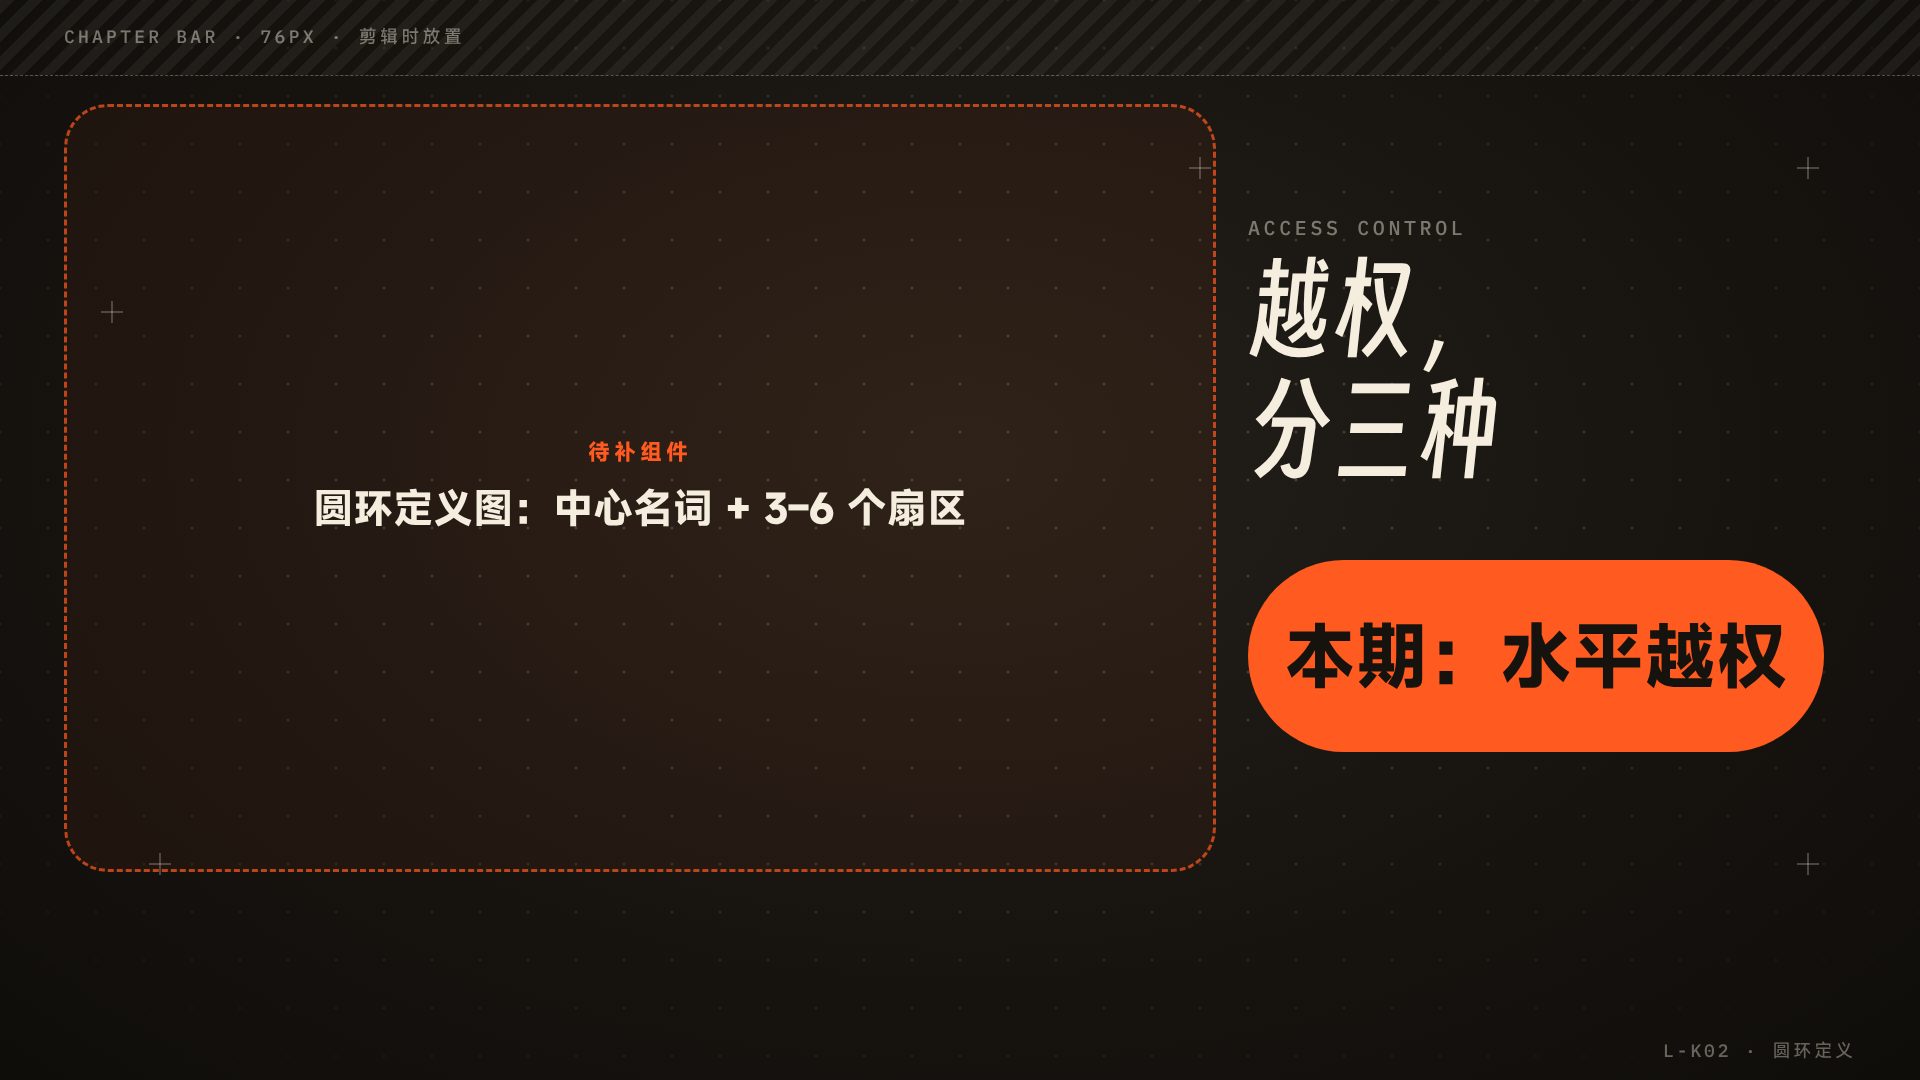 CHAPTER BAR · 76PX · 剪辑时放置
待补组件
圆环定义图：中心名词 + 3–6 个扇区
ACCESS CONTROL
越权，
分三种
本期：水平越权
L-K02 · 圆环定义